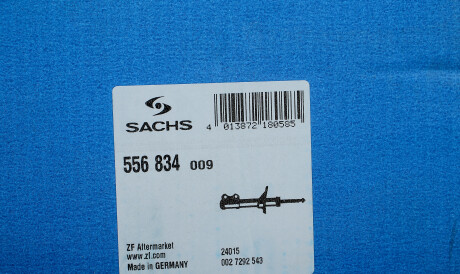 SACHS
4 013872 180585
556 834 009
ZF Aftermarket
www.zf.com
Made in GERMANY
24015
002 7292 543